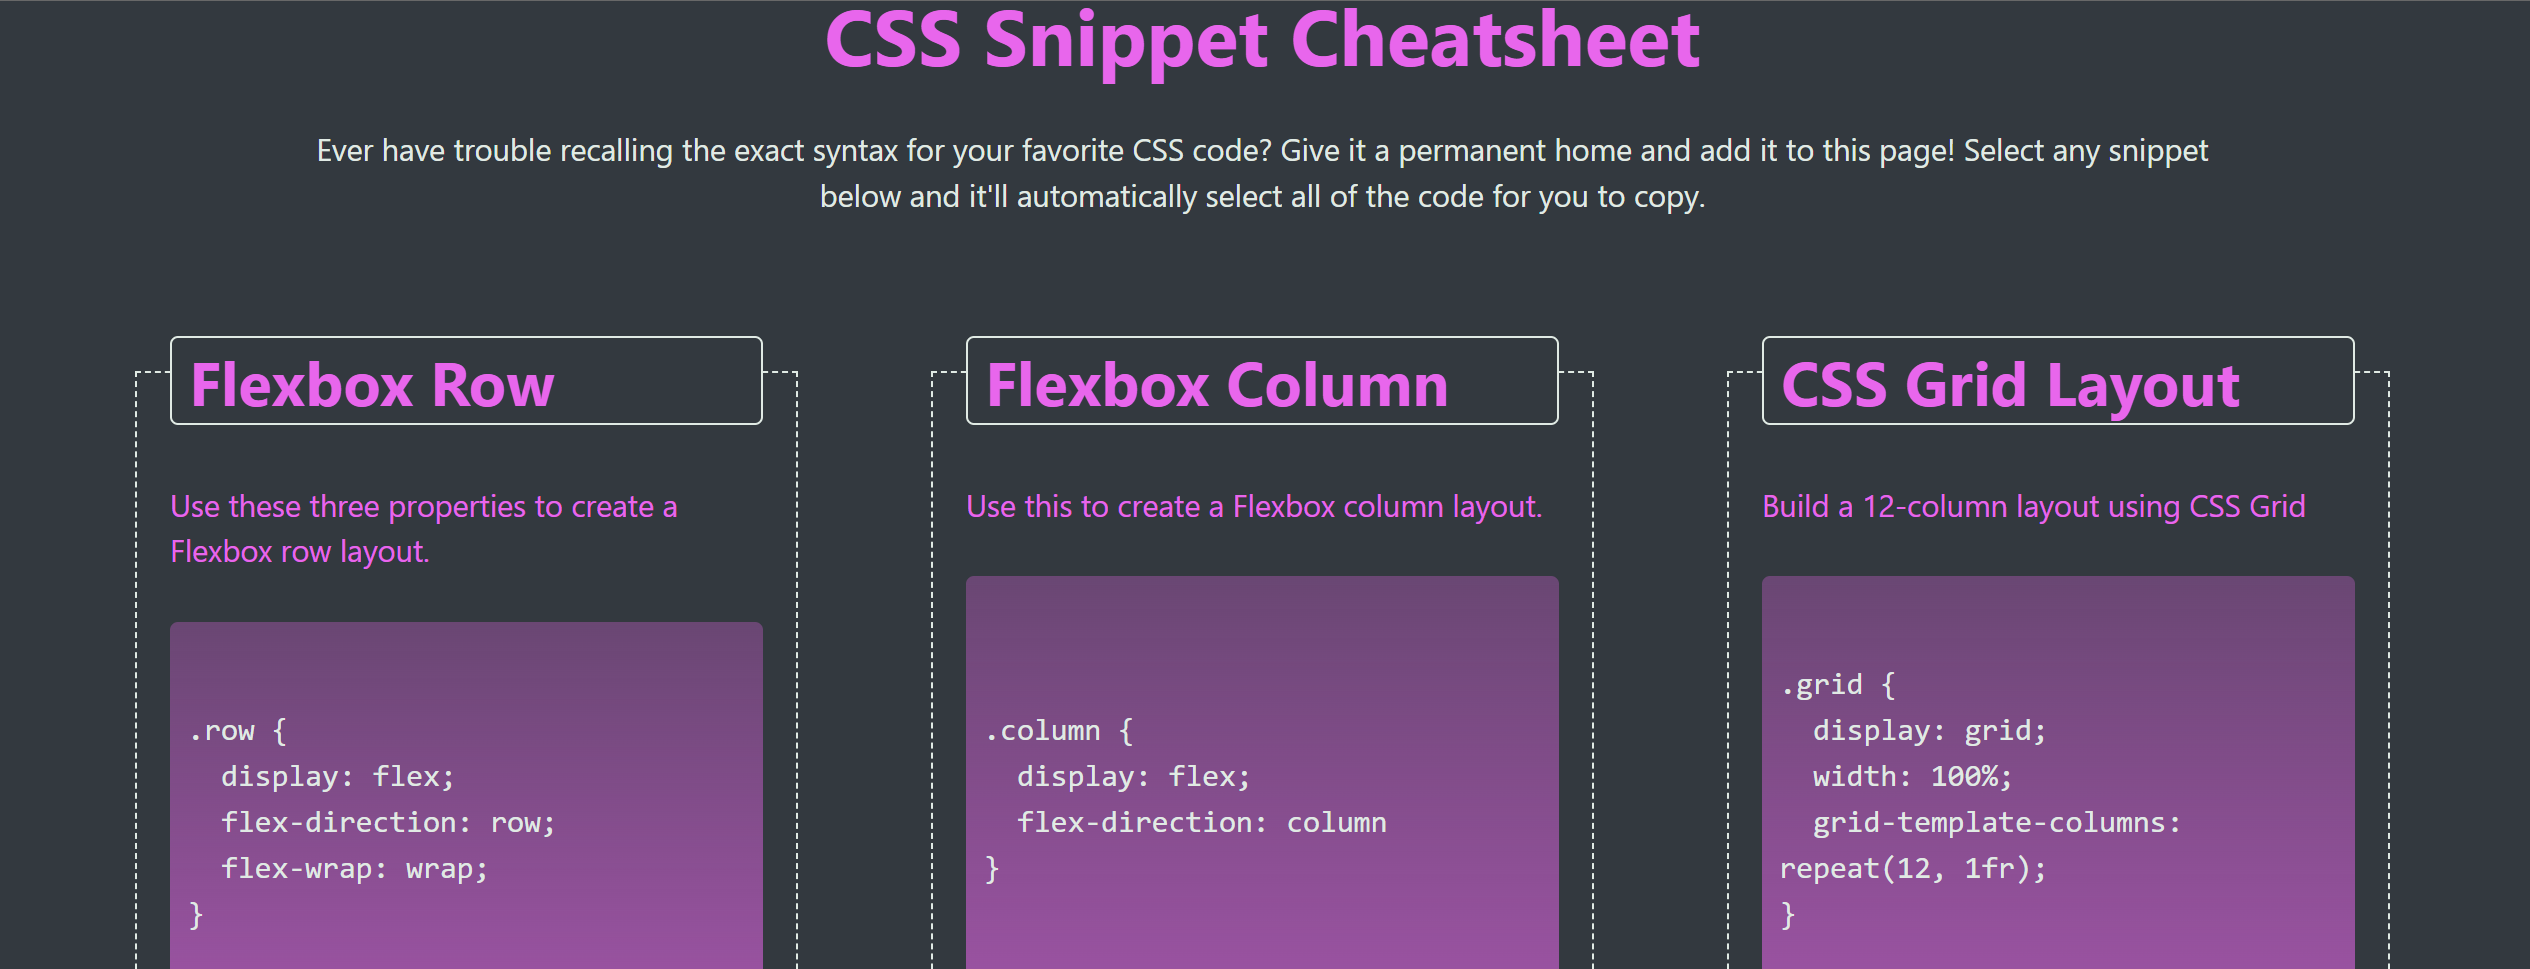 CSS Snippet Cheatsheet
Ever have trouble recalling the exact syntax for your favorite CSS code? Give it a permanent home and add it to this page! Select any snippet
below and it'll automatically select all of the code for you to copy.
Flexbox Row
Use these three properties to create a
Flexbox row layout.
.row {
  display: flex;
  flex-direction: row;
  flex-wrap: wrap;
}
Flexbox Column
Use this to create a Flexbox column layout.
.column {
  display: flex;
  flex-direction: column
}
CSS Grid Layout
Build a 12-column layout using CSS Grid
.grid {
  display: grid;
  width: 100%;
  grid-template-columns:
repeat(12, 1fr);
}